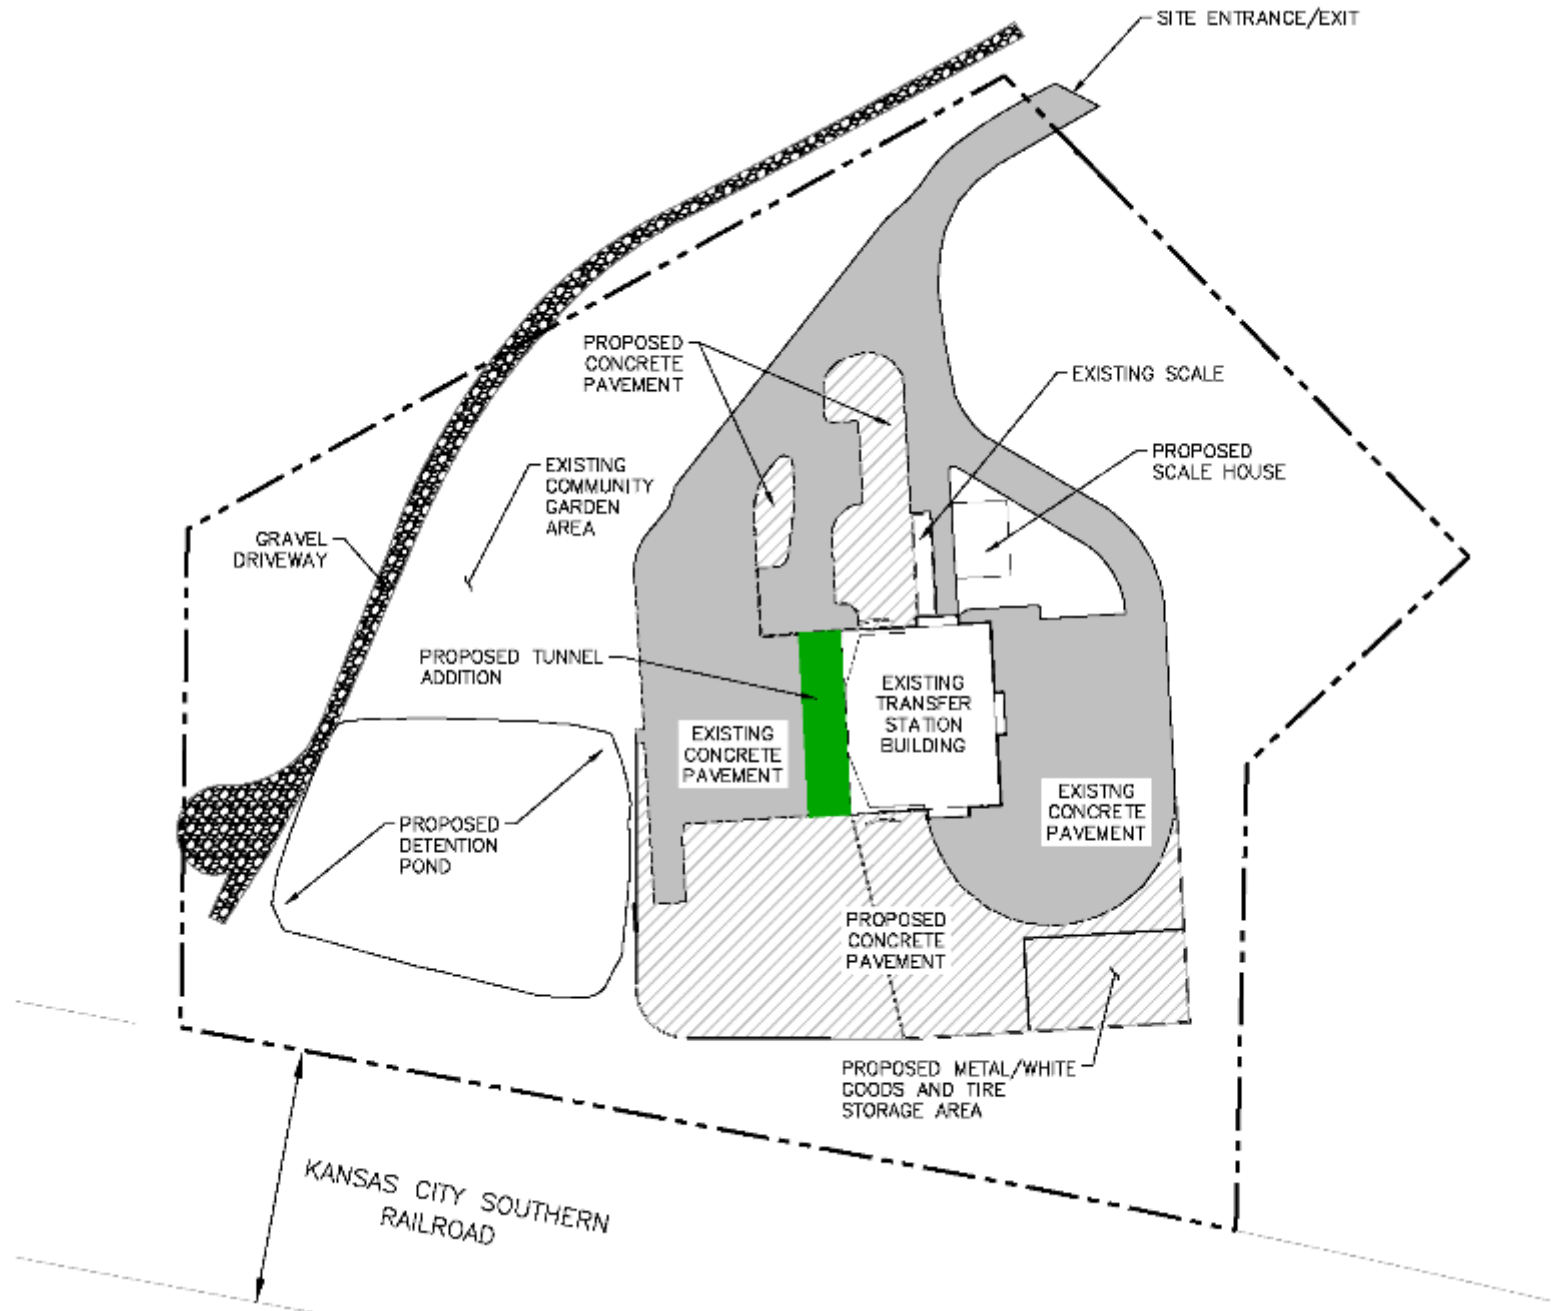 SITE ENTRANCE/EXIT
PROPOSED
CONCRETE
PAVEMENT
EXISTING SCALE
PROPOSED
SCALE HOUSE
EXISTING
COMMUNITY
GARDEN
AREA
GRAVEL
DRIVEWAY
PROPOSED TUNNEL
ADDITION
EXISTING
TRANSFER
STATION
BUILDING
EXISTING
CONCRETE
PAVEMENT
EXISTNG
CONCRETE
PAVEMENT
PROPOSED
DETENTION
POND
PROPOSED
CONCRETE
PAVEMENT
PROPOSED METAL/WHITE
GOODS AND TIRE
STORAGE AREA
KANSAS CITY SOUTHERN
RAILROAD